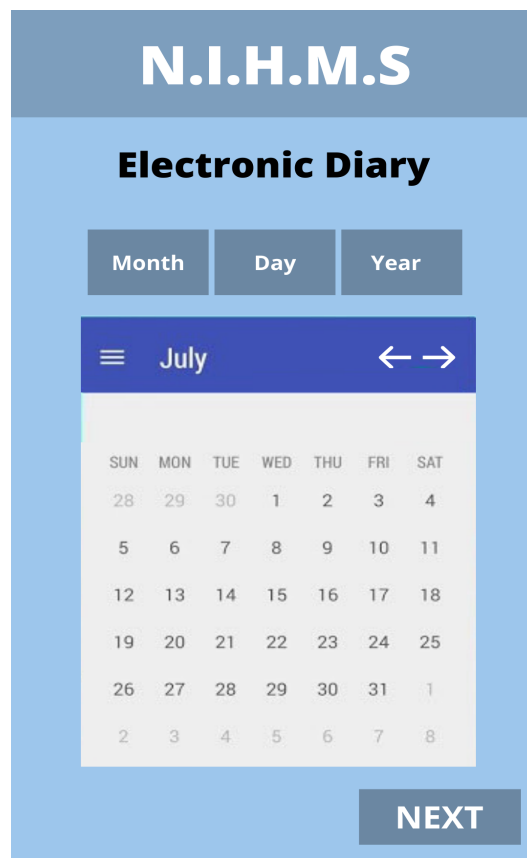 N.I.H.M.S
Electronic Diary
Month Day Year
July
SUN MON TUE WED THU FRI SAT
28 29 30 1 2 3 4
5 6 7 8 9 10 11
12 13 14 15 16 17 18
19 20 21 22 23 24 25
26 27 28 29 30 31 1
2 3 4 5 6 7 8
NEXT